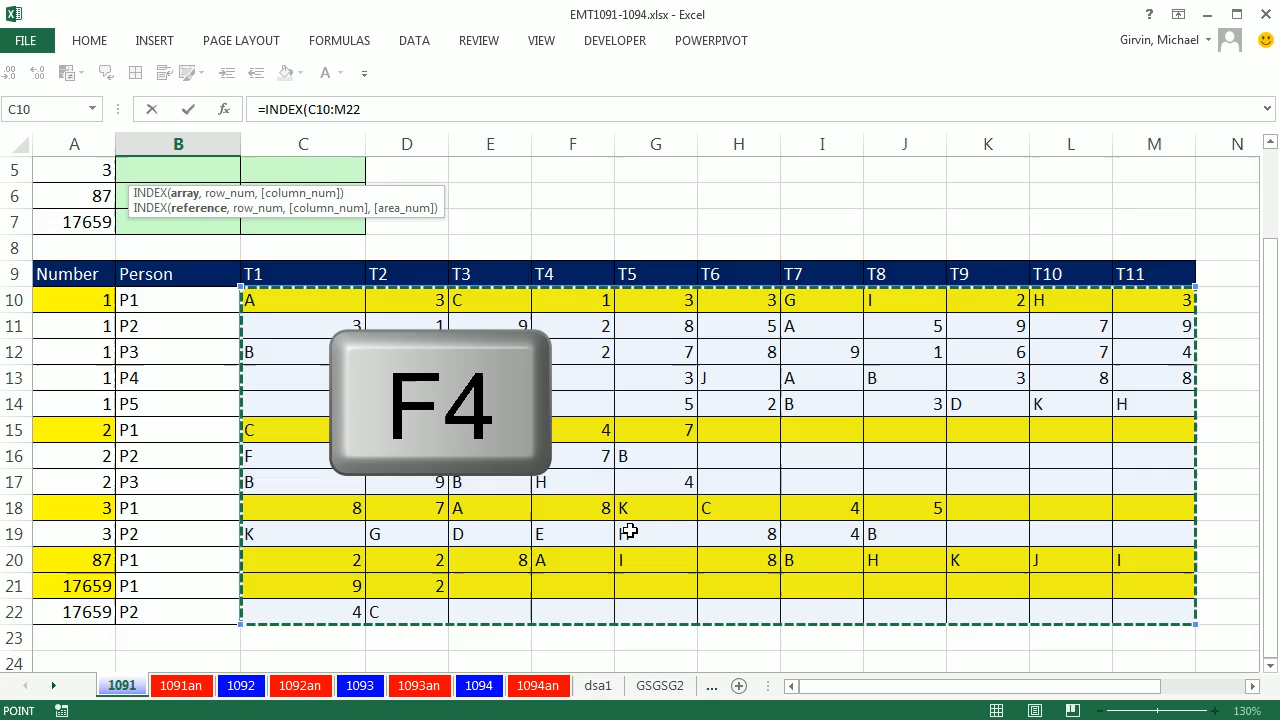 EMT1091-1094.xlsx - Excel
FILE HOME INSERT PAGE LAYOUT FORMULAS DATA REVIEW VIEW DEVELOPER POWERPIVOT Girvin, Michael
C10 =INDEX(C10:M22
A B C D E F G H I J K L M N
5 3
INDEX(array, row_num, [column_num])
6 87
INDEX(reference, row_num, [column_num], [area_num])
7 17659
8
9 Number Person T1 T2 T3 T4 T5 T6 T7 T8 T9 T10 T11
10 1 P1 A 3 C 1 3 3 G I 2 H 3
11 1 P2 3 1 9 2 8 5 A 5 9 7 9
12 1 P3 B 2 7 8 9 1 6 7 4
13 1 P4 3 J A B 3 8 8
14 1 P5 5 2 B 3 D K H
F4
15 2 P1 C 4 7
16 2 P2 F 7 B
17 2 P3 B 9 B H 4
18 3 P1 8 7 A 8 K C 4 5
19 3 P2 K G D E 8 4 B
20 87 P1 2 2 8 A I 8 B H K J I
21 17659 P1 9 2
22 17659 P2 4 C
23
24
1091 1091an 1092 1092an 1093 1093an 1094 1094an dsa1 GSGSG2 ...
POINT 130%